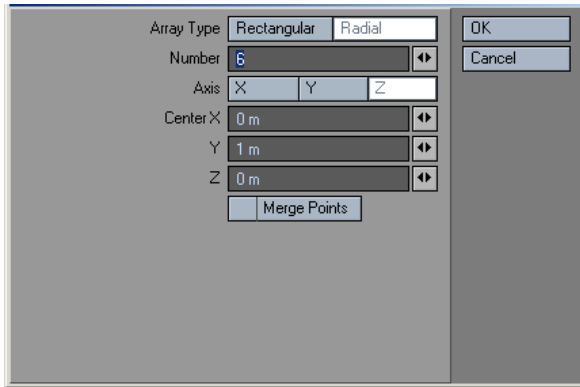 Array Type Rectangular Radial OK
Number 6 Cancel
Axis X Y Z
Center X 0 m
Y 1 m
Z 0 m
Merge Points